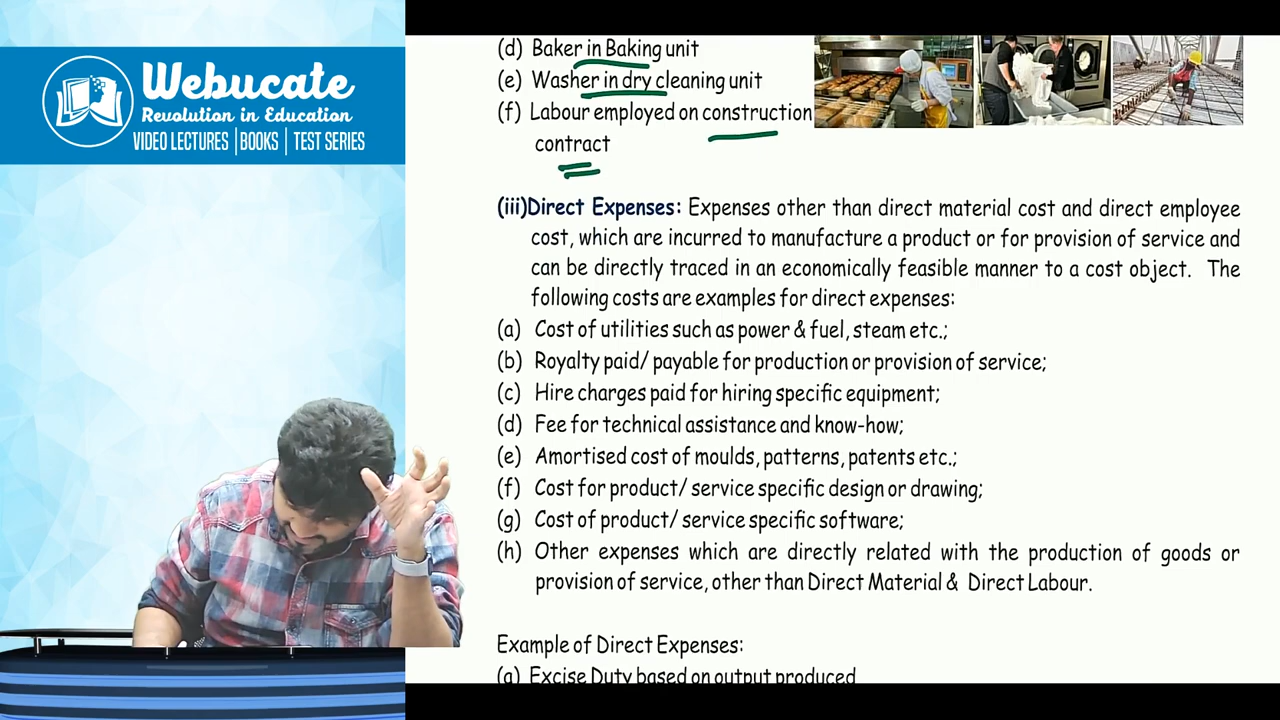 Webucate
Revolution in Education
VIDEO LECTURES | BOOKS | TEST SERIES
(d) Baker in Baking unit
(e) Washer in dry cleaning unit
(f) Labour employed on construction
contract
(iii)Direct Expenses: Expenses other than direct material cost and direct employee
cost, which are incurred to manufacture a product or for provision of service and
can be directly traced in an economically feasible manner to a cost object. The
following costs are examples for direct expenses:
(a) Cost of utilities such as power & fuel, steam etc.;
(b) Royalty paid/ payable for production or provision of service;
(c) Hire charges paid for hiring specific equipment;
(d) Fee for technical assistance and know-how;
(e) Amortised cost of moulds, patterns, patents etc.;
(f) Cost for product/ service specific design or drawing;
(g) Cost of product/ service specific software;
(h) Other expenses which are directly related with the production of goods or
provision of service, other than Direct Material & Direct Labour.
Example of Direct Expenses:
(a) Excise Duty based on output produced